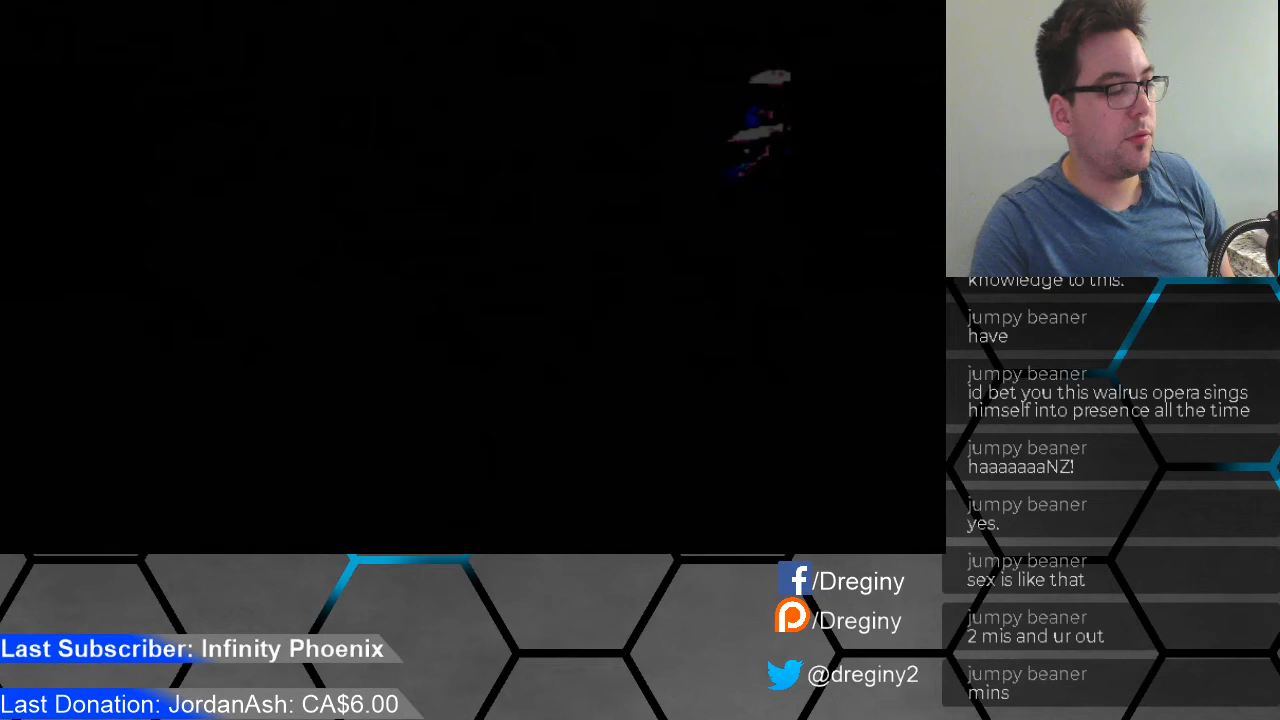 knowledge to this.
jumpy beaner
have
jumpy beaner
id bet you this walrus opera sings
himself into presence all the time
jumpy beaner
haaaaaaaNZ!
jumpy beaner
yes.
jumpy beaner
sex is like that
jumpy beaner
2 mis and ur out
jumpy beaner
mins
/Dreginy
/Dreginy
@dreginy2
Last Subscriber: Infinity Phoenix
Last Donation: JordanAsh: CA$6.00